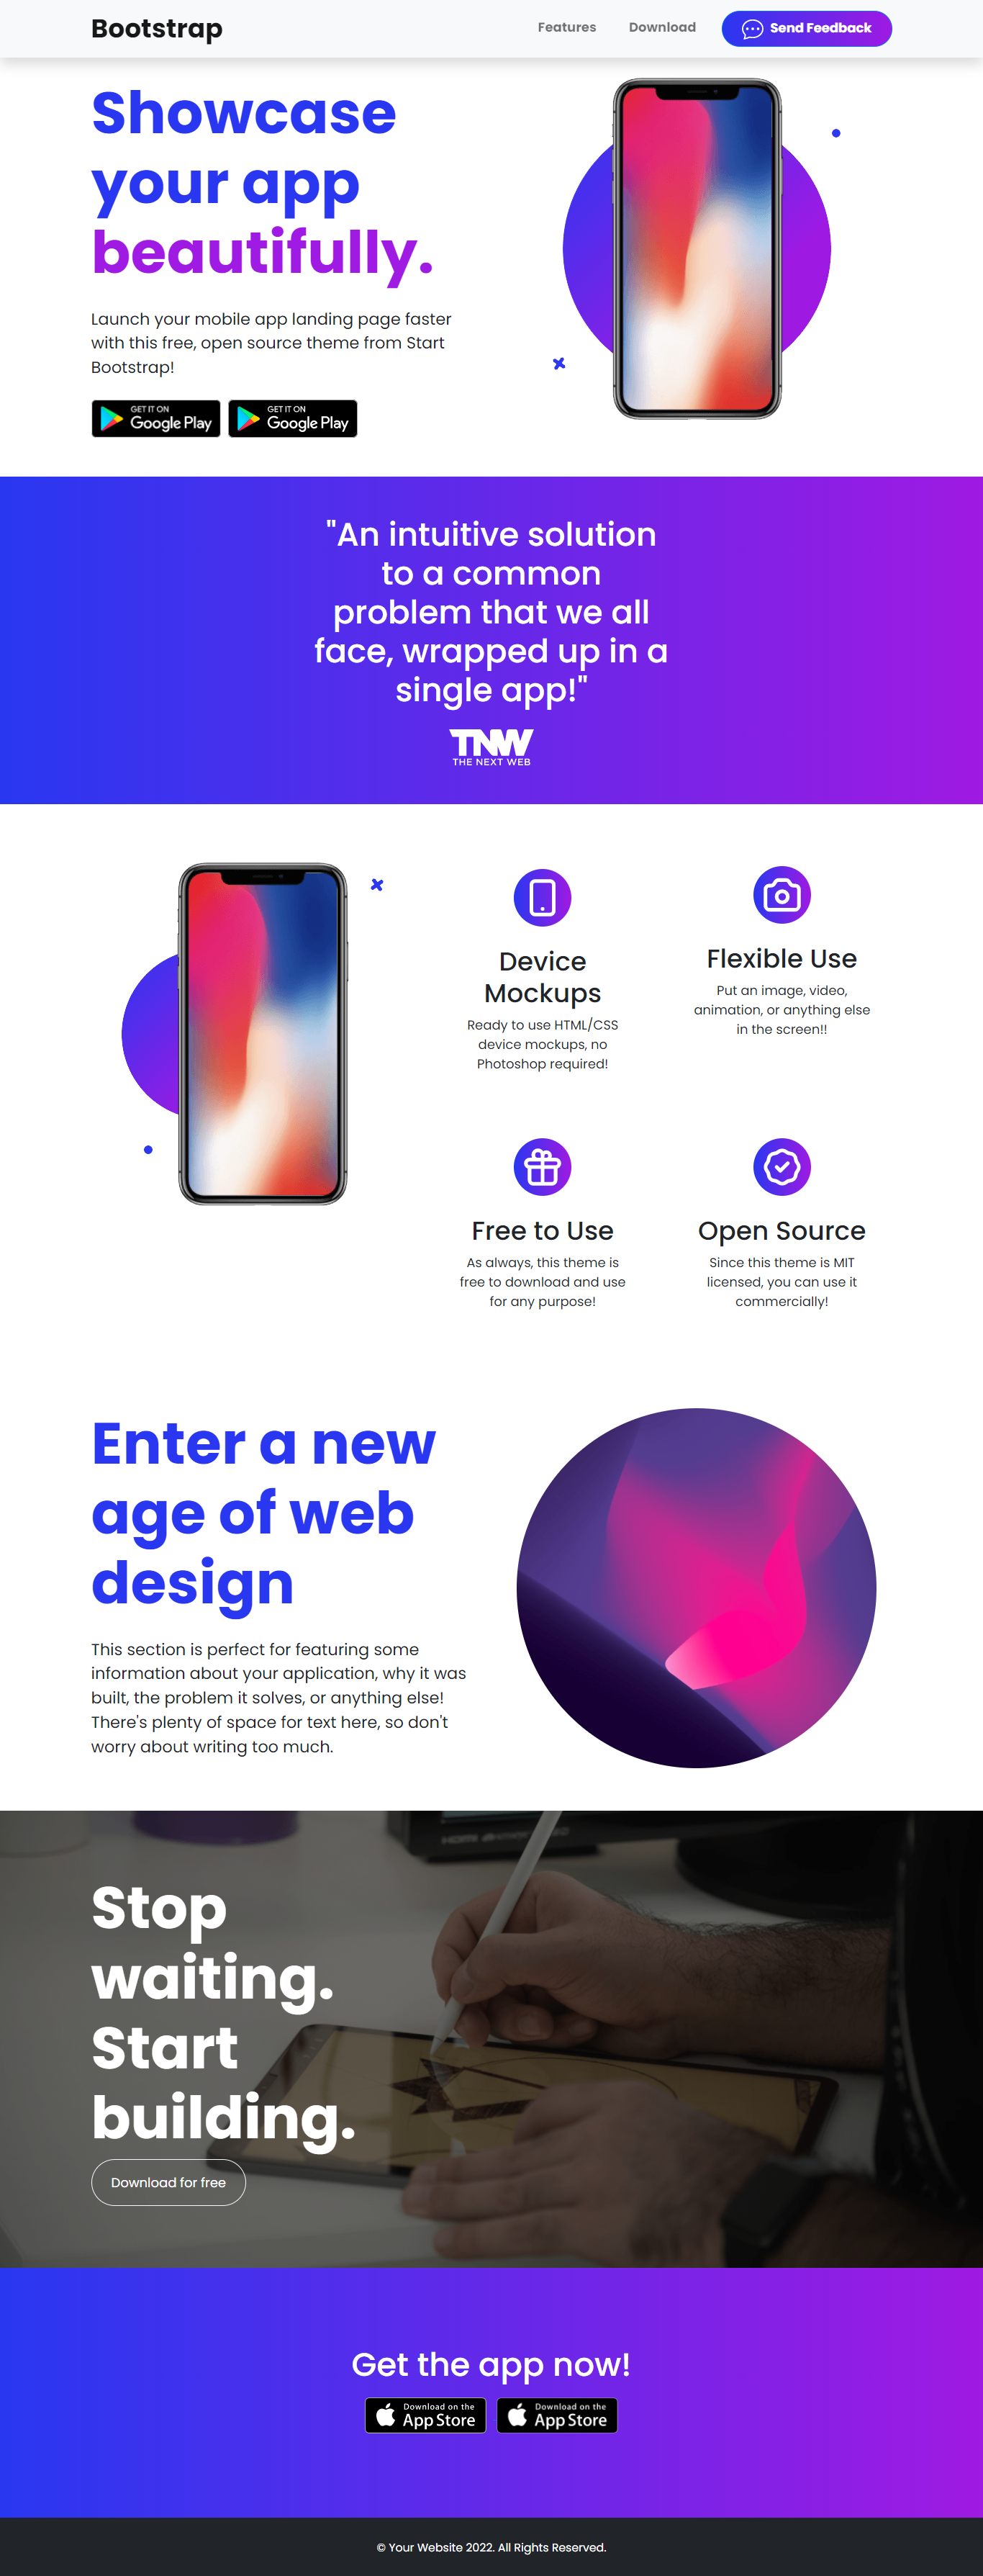 Bootstrap
Features
Download
Send Feedback
Showcase
your app
beautifully.
Launch your mobile app landing page faster
with this free, open source theme from Start
Bootstrap!
GET IT ON
Google Play
GET IT ON
Google Play
"An intuitive solution
to a common
problem that we all
face, wrapped up in a
single app!"
TNW
THE NEXT WEB
Device
Mockups
Ready to use HTML/CSS
device mockups, no
Photoshop required!
Flexible Use
Put an image, video,
animation, or anything else
in the screen!!
Free to Use
As always, this theme is
free to download and use
for any purpose!
Open Source
Since this theme is MIT
licensed, you can use it
commercially!
Enter a new
age of web
design
This section is perfect for featuring some
information about your application, why it was
built, the problem it solves, or anything else!
There's plenty of space for text here, so don't
worry about writing too much.
Stop
waiting.
Start
building.
Download for free
Get the app now!
Download on the
App Store
Download on the
App Store
© Your Website 2022. All Rights Reserved.